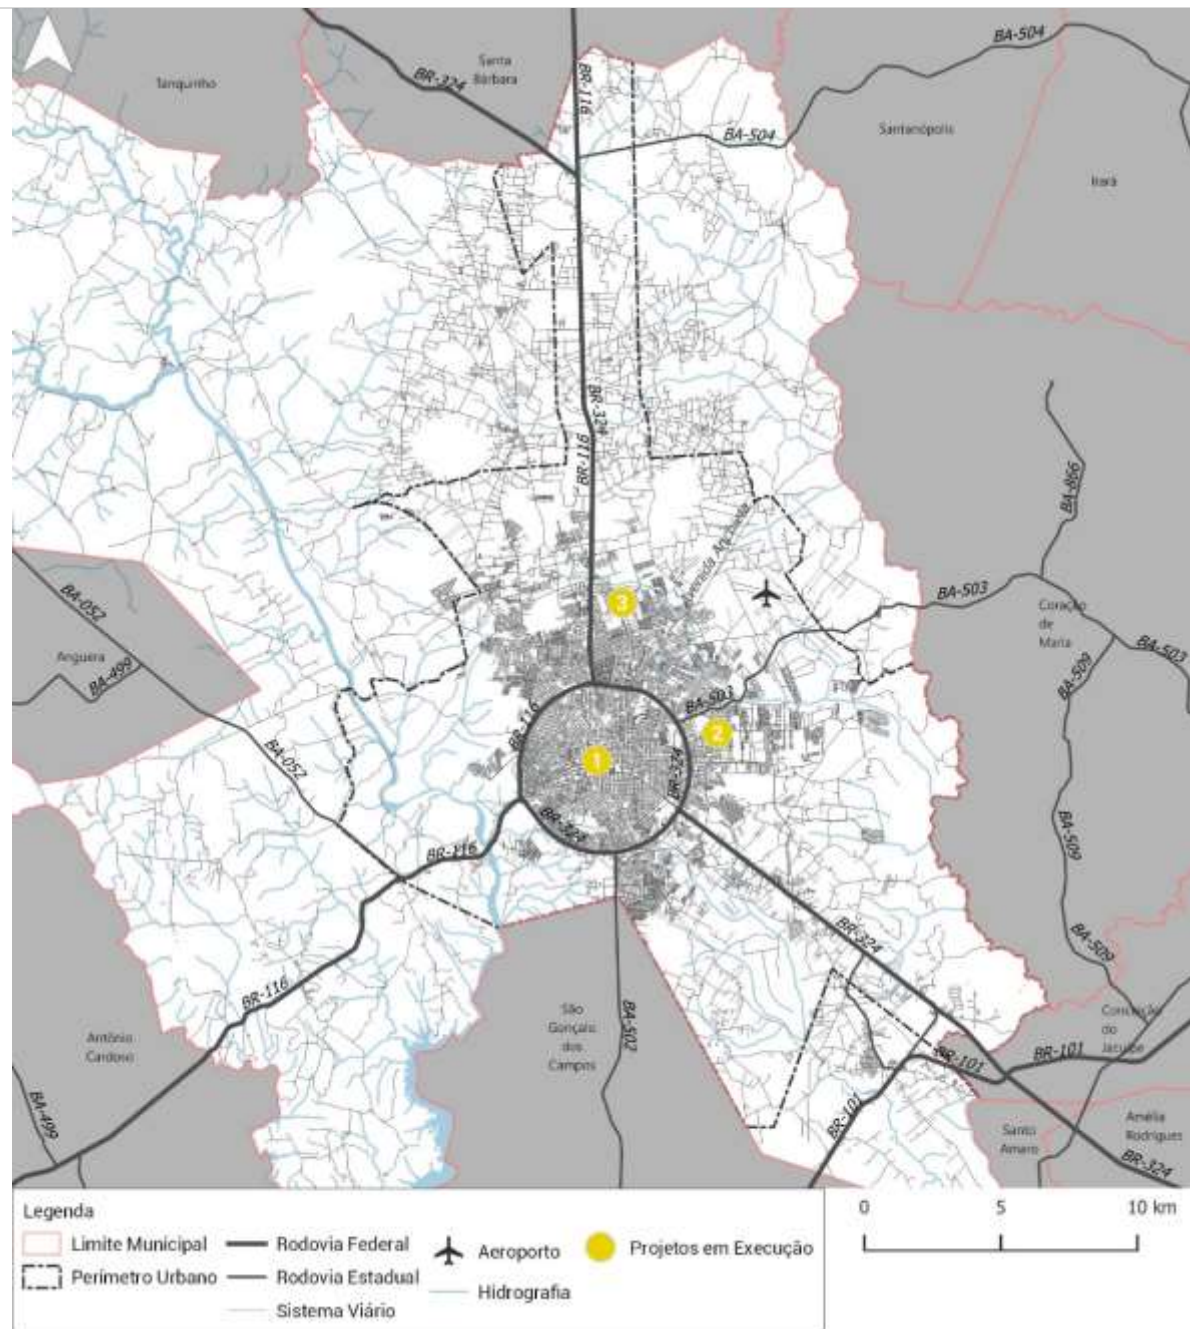 BA-504
Santa
Bárbara
Tanquinho
BR-324
BR-116
BA-504
Santanópolis
Irará
BR-324
BR-116
BA-866
Avenida Anchieta
3
BA-052
BA-503
Coração
de
Maria
BA-503
Anguera
BA-499
BA-509
BA-503
BR-116
2
BA-052
1
BR-324
BR-324
BA-509
BR-116
BR-324
BA-509
BR-116
São
Gonçalo
dos
Campos
BA-502
Conceição
do
Jacuípe
Antônio
Cardoso
BR-101
BR-101
BA-499
BR-101
Santo
Amaro
Amélia
Rodrigues
BR-324
Legenda
Limite Municipal
Rodovia Federal
Aeroporto
Projetos em Execução
Perímetro Urbano
Rodovia Estadual
Hidrografia
Sistema Viário
0 5 10 km